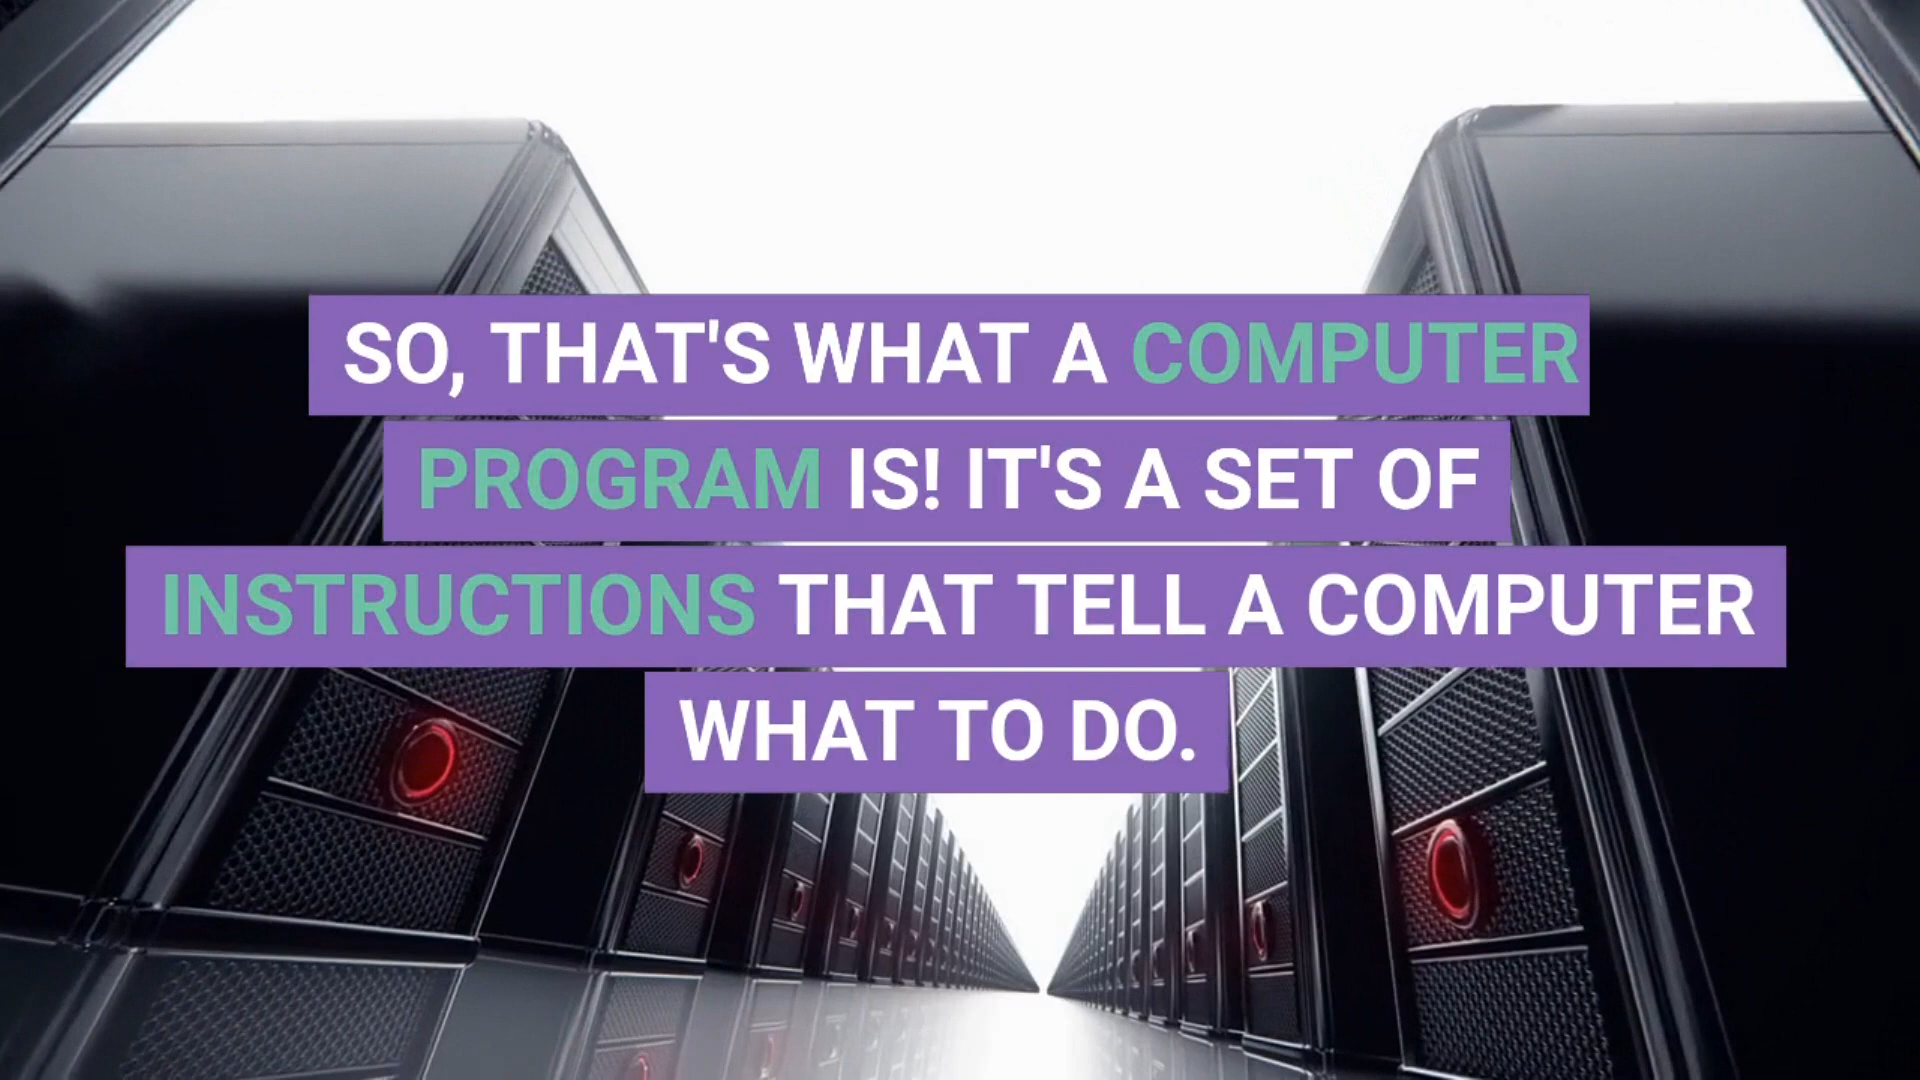 SO, THAT'S WHAT A COMPUTER
PROGRAM IS! IT'S A SET OF
INSTRUCTIONS THAT TELL A COMPUTER
WHAT TO DO.